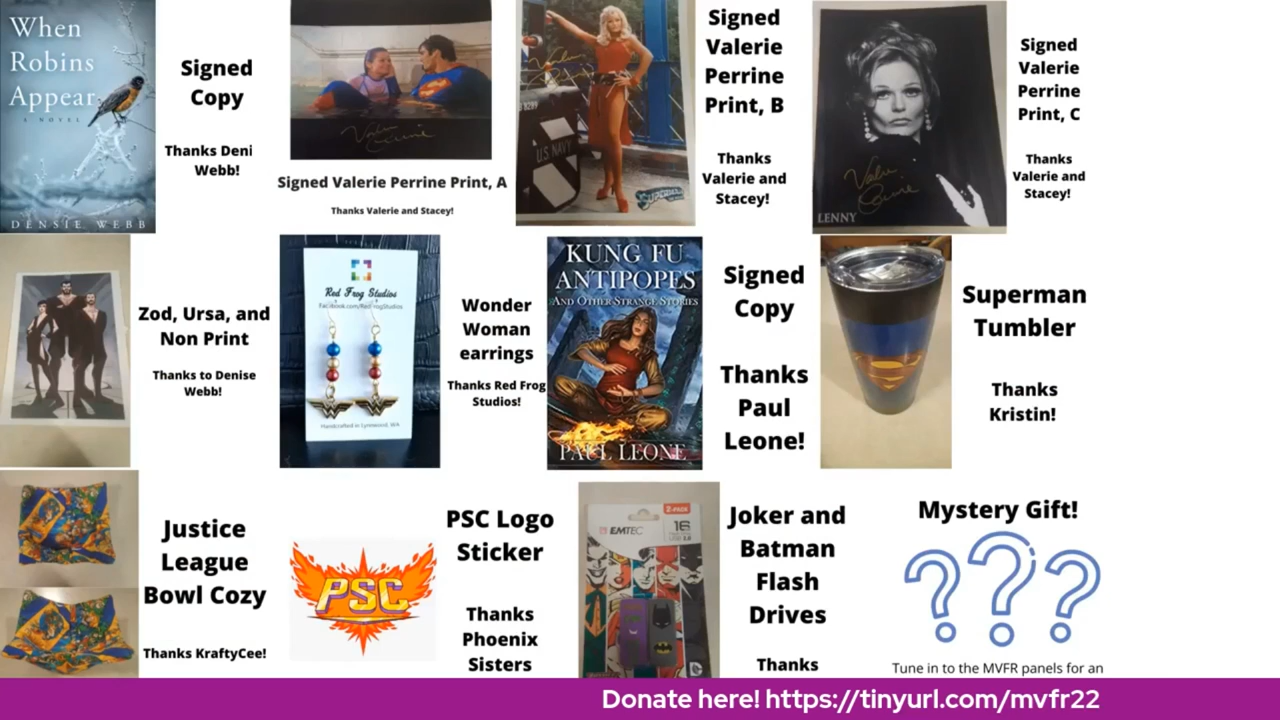 When
Robins
Appear
A NOVEL
DENSIE WEBB
Signed
Copy
Thanks Deni
Webb!
Signed Valerie Perrine Print, A
Thanks Valerie and Stacey!
U.S. NAVY
SUPERMAN
Signed
Valerie
Perrine
Print, B
Thanks
Valerie and
Stacey!
LENNY
Signed
Valerie
Perrine
Print, C
Thanks
Valerie and
Stacey!
Zod, Ursa, and
Non Print
Thanks to Denise
Webb!
Red Frog Studios
Facebook.com/RedFrogStudios
Handcrafted in Lynnwood, WA
Wonder
Woman
earrings
Thanks Red Frog
Studios!
KUNG FU
ANTIPOPES
AND OTHER STRANGE STORIES
PAUL LEONE
Signed
Copy
Thanks
Paul
Leone!
Superman
Tumbler
Thanks
Kristin!
Justice
League
Bowl Cozy
Thanks KraftyCee!
PSC
PSC Logo
Sticker
Thanks
Phoenix
Sisters
2-PACK
EMTEC
16
Joker and
Batman
Flash
Drives
Thanks
Mystery Gift!
???
Tune in to the MVFR panels for an
Donate here! https://tinyurl.com/mvfr22